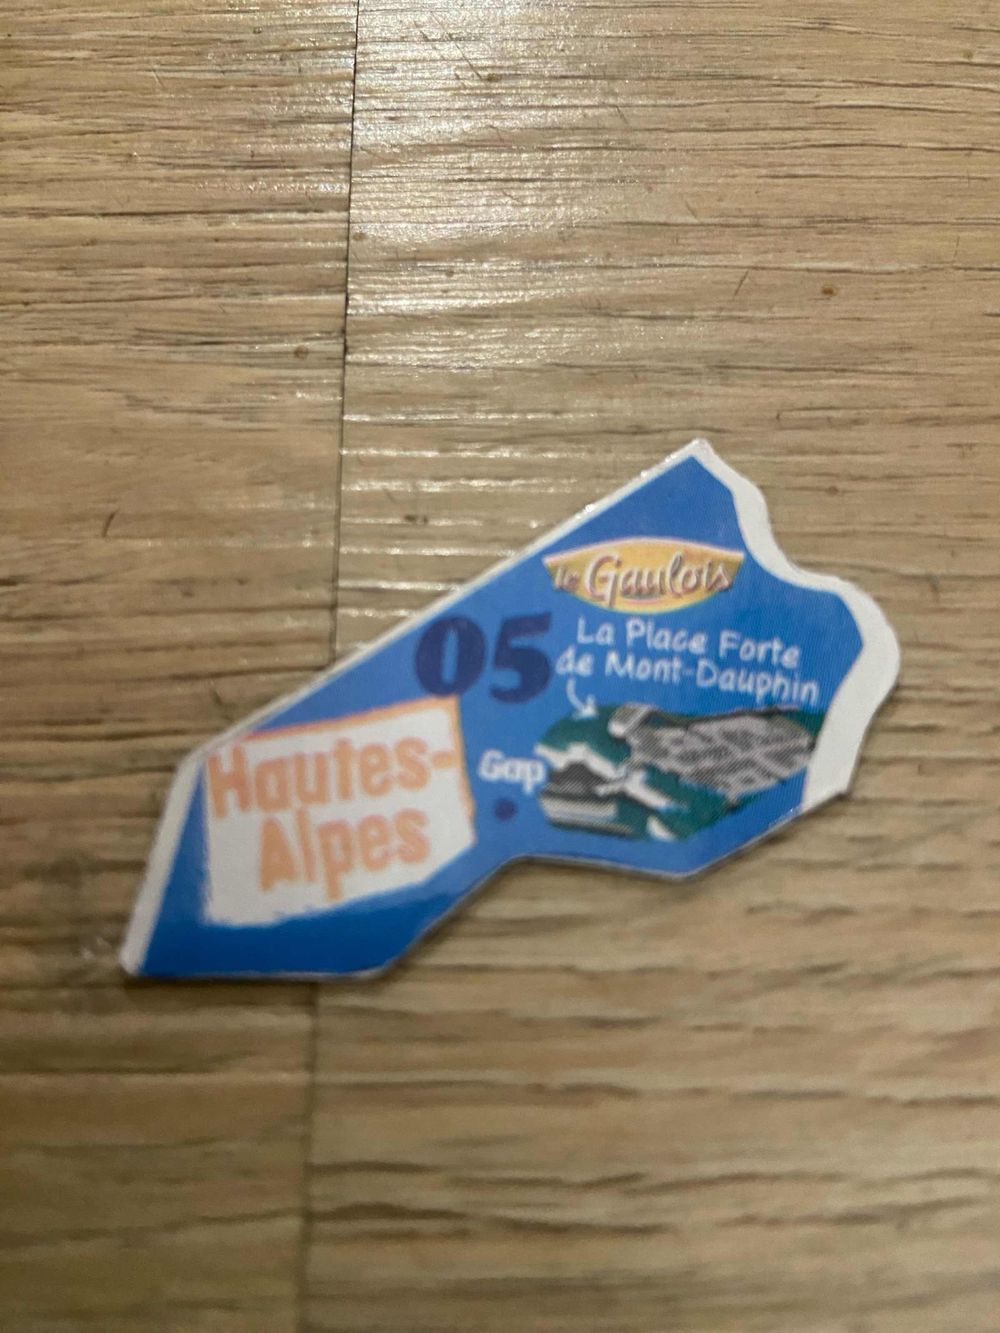 le Gaulois
05
La Place Forte
de Mont-Dauphin
Hautes-
Alpes
Gap